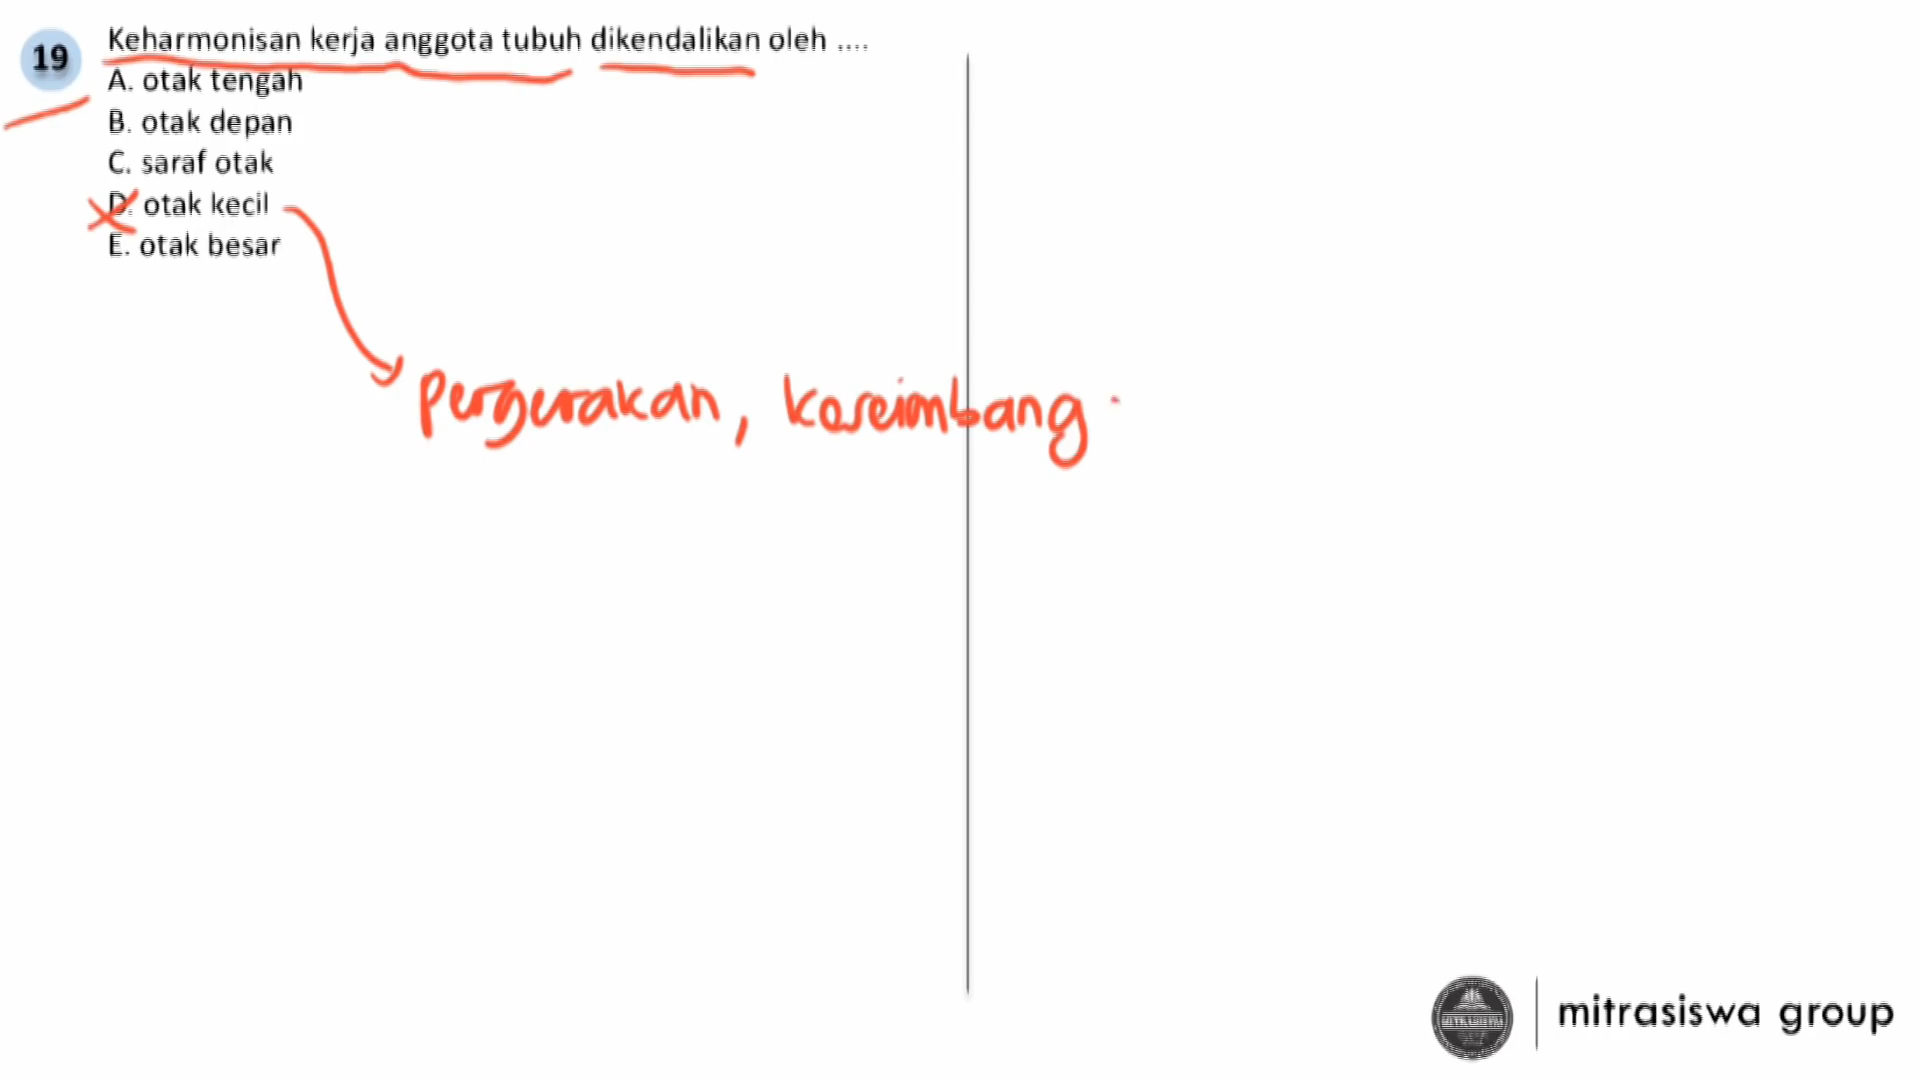 19
Keharmonisan kerja anggota tubuh dikendalikan oleh ....
A. otak tengah
B. otak depan
C. saraf otak
D. otak kecil
E. otak besar
pergerakan, koseimbang
mitrasiswa group